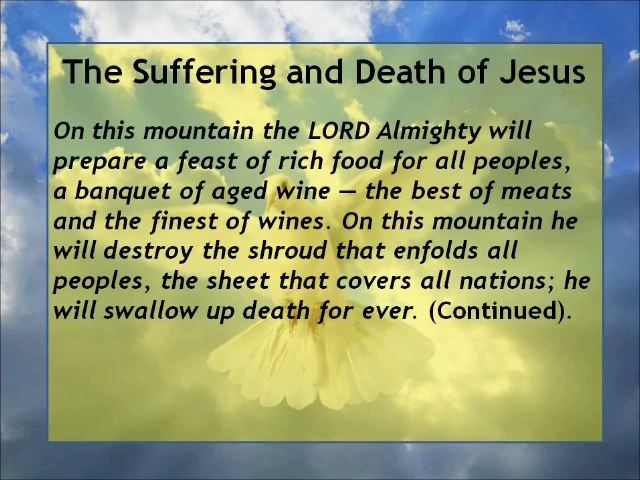 The Suffering and Death of Jesus
On this mountain the LORD Almighty will
prepare a feast of rich food for all peoples,
a banquet of aged wine — the best of meats
and the finest of wines. On this mountain he
will destroy the shroud that enfolds all
peoples, the sheet that covers all nations; he
will swallow up death for ever. (Continued).